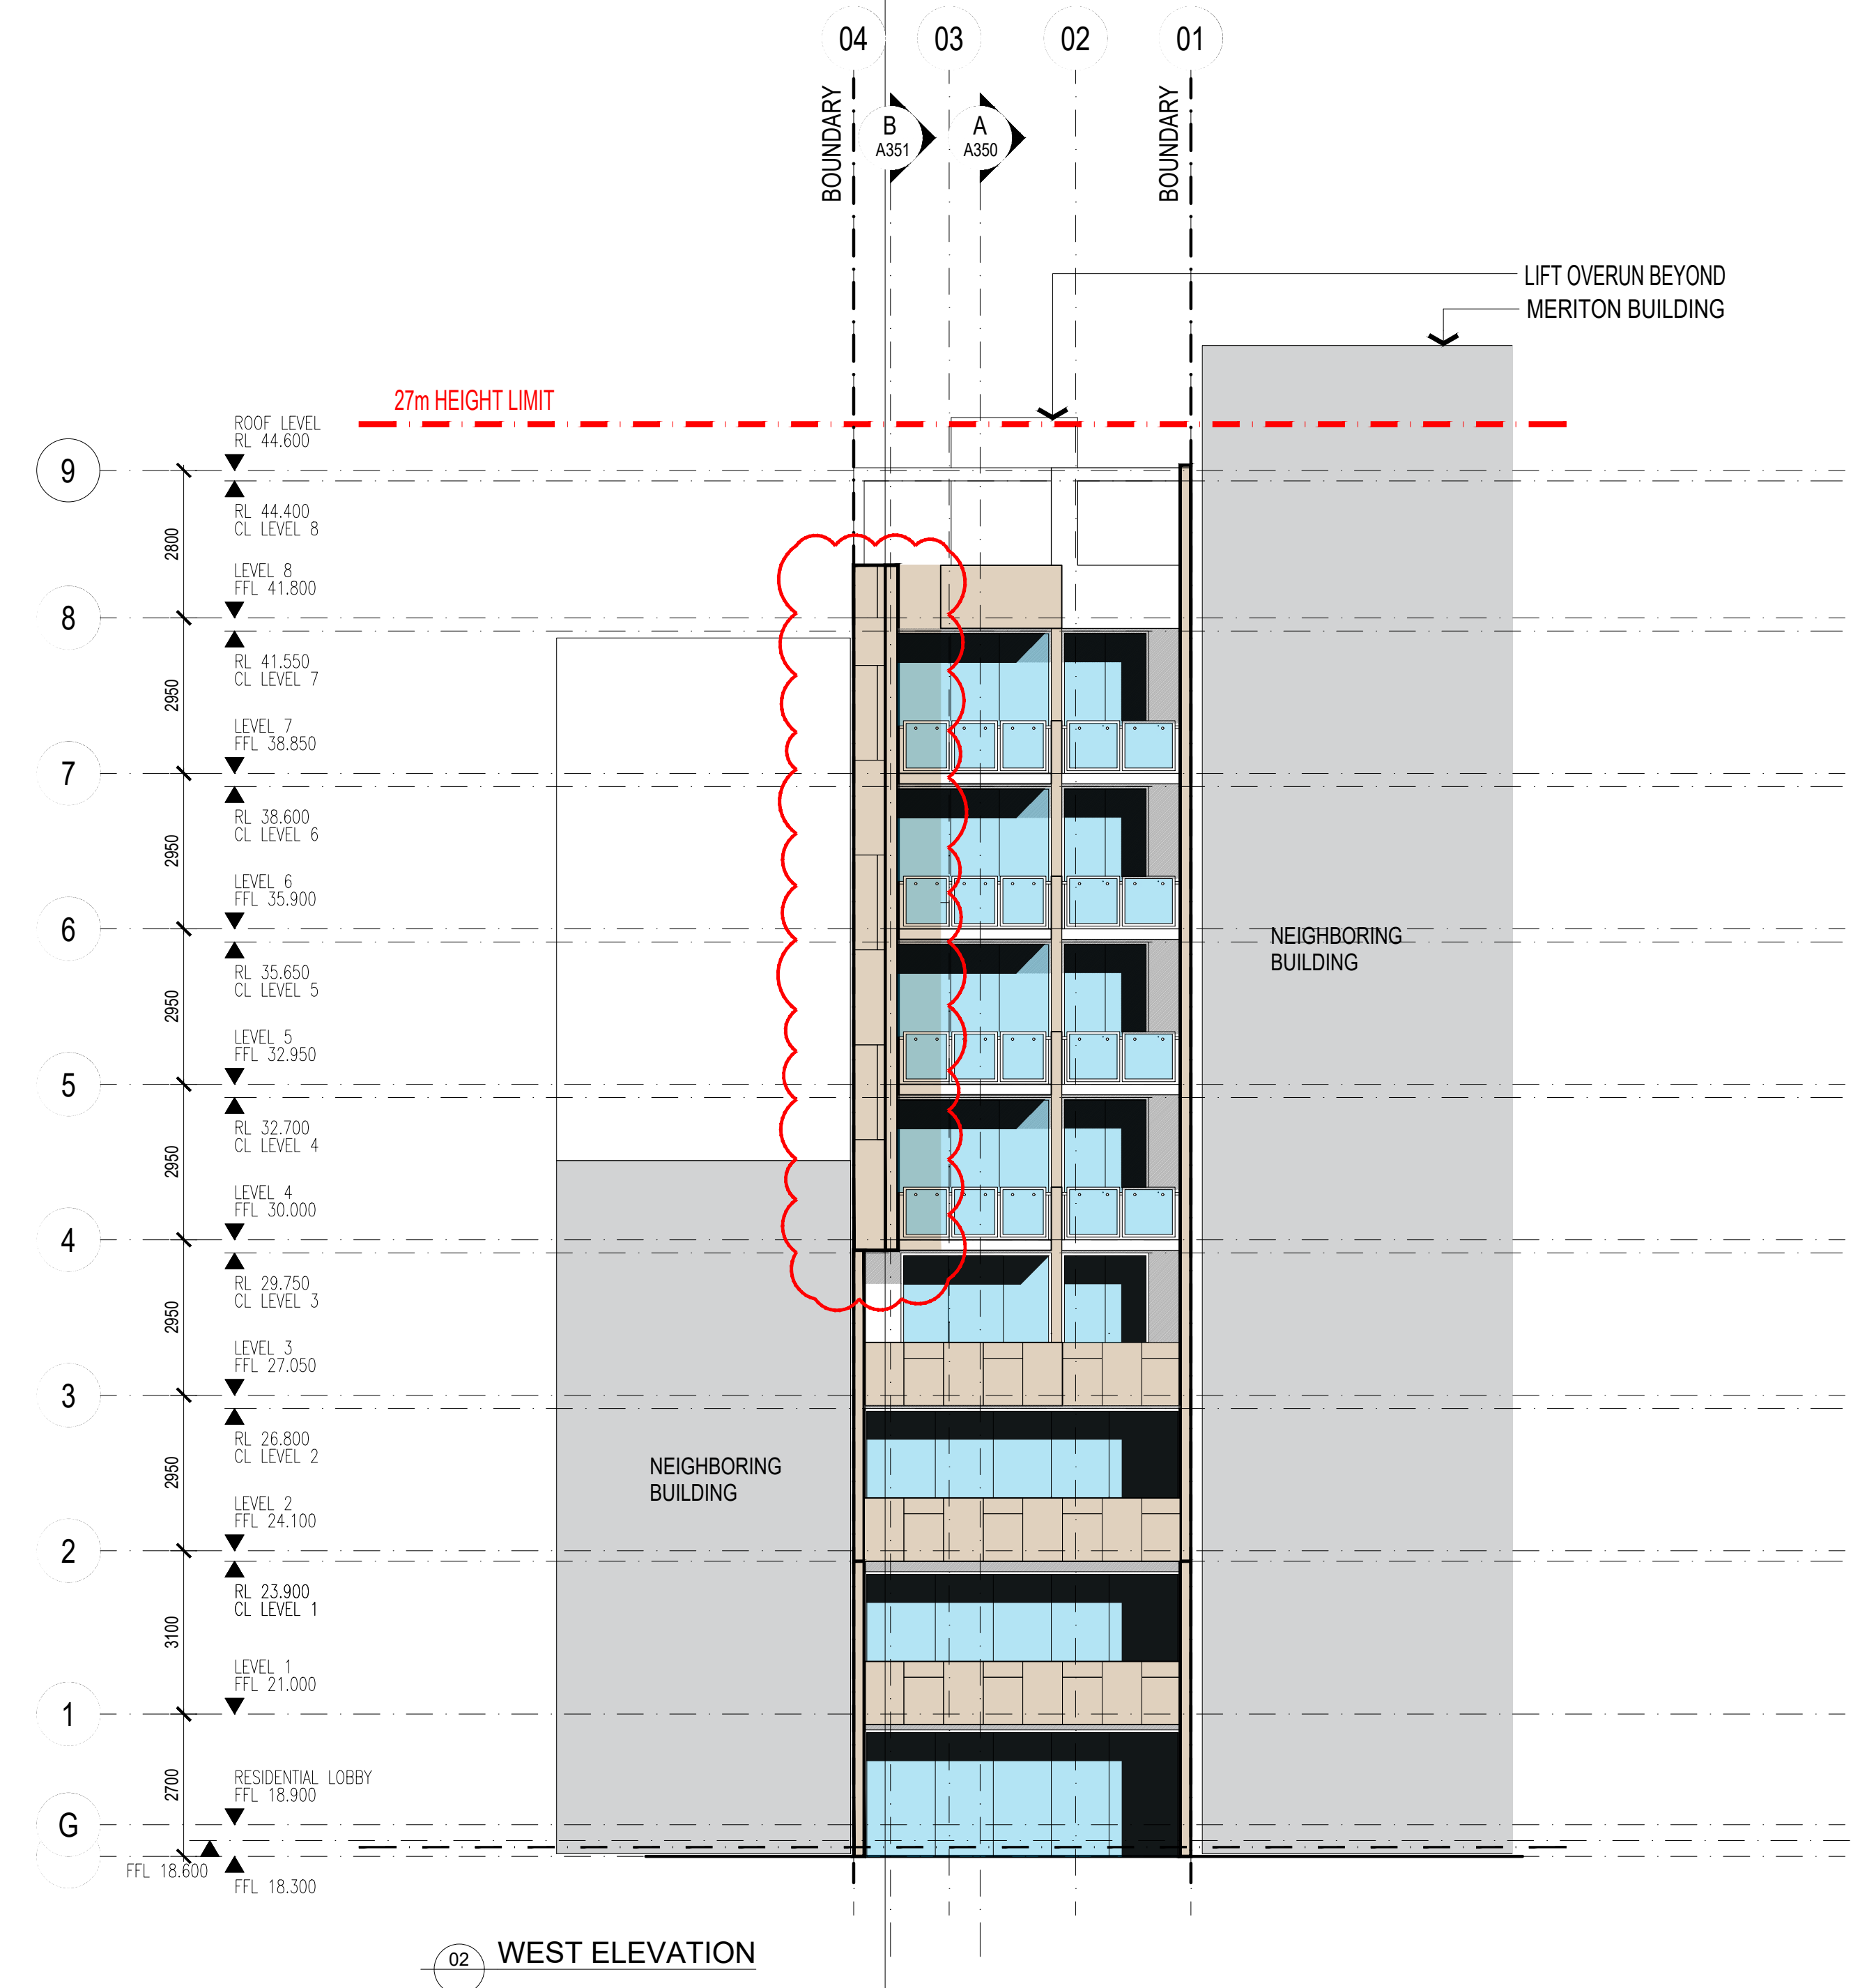 04
03
02
01
BOUNDARY
BOUNDARY
B
A351
A
A350
LIFT OVERUN BEYOND
MERITON BUILDING
27m HEIGHT LIMIT
ROOF LEVEL
RL 44.600
9
RL 44.400
CL LEVEL 8
2800
LEVEL 8
FFL 41.800
8
RL 41.550
CL LEVEL 7
2950
LEVEL 7
FFL 38.850
7
RL 38.600
CL LEVEL 6
2950
LEVEL 6
FFL 35.900
6
NEIGHBORING
BUILDING
RL 35.650
CL LEVEL 5
2950
LEVEL 5
FFL 32.950
5
RL 32.700
CL LEVEL 4
2950
LEVEL 4
FFL 30.000
4
RL 29.750
CL LEVEL 3
2950
LEVEL 3
FFL 27.050
3
RL 26.800
CL LEVEL 2
2950
NEIGHBORING
BUILDING
LEVEL 2
FFL 24.100
2
RL 23.900
CL LEVEL 1
3100
LEVEL 1
FFL 21.000
1
2700
RESIDENTIAL LOBBY
FFL 18.900
G
FFL 18.600
FFL 18.300
02
WEST ELEVATION